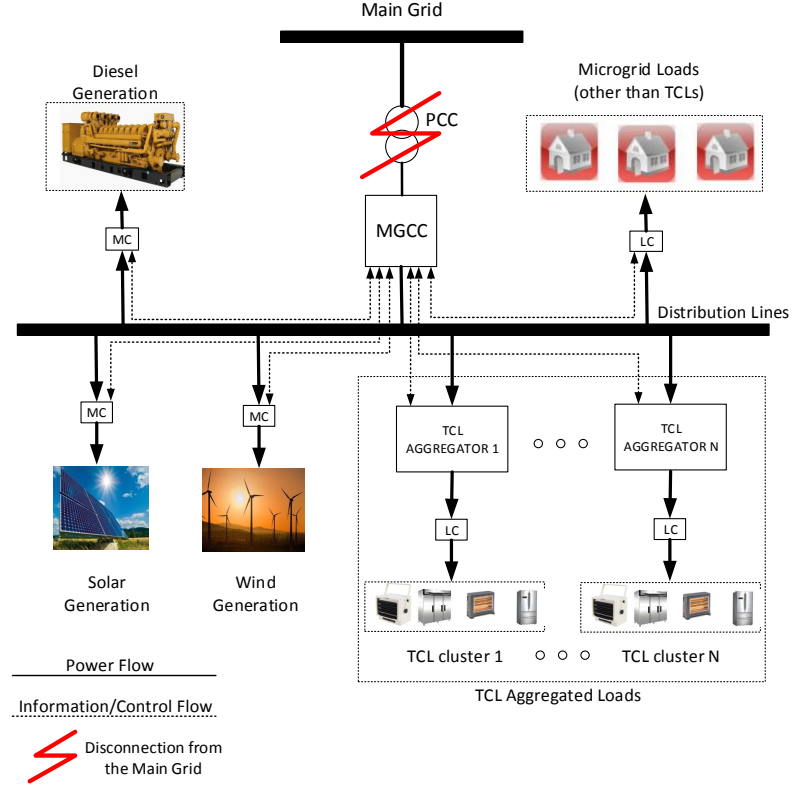 Main Grid
Diesel
Generation
PCC
Microgrid Loads
(other than TCLs)
MC
MGCC
LC
Distribution Lines
MC
MC
TCL
AGGREGATOR 1
TCL
AGGREGATOR N
LC
LC
Solar
Generation
Wind
Generation
TCL cluster 1
TCL cluster N
TCL Aggregated Loads
Power Flow
Information/Control Flow
Disconnection from
the Main Grid